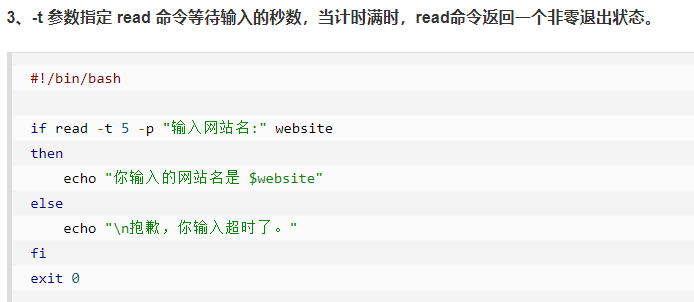 3、-t 参数指定 read 命令等待输入的秒数，当计时满时，read命令返回一个非零退出状态。
#!/bin/bash
if read -t 5 -p "输入网站名:" website
then
    echo "你输入的网站名是 $website"
else
    echo "\n抱歉，你输入超时了。"
fi
exit 0